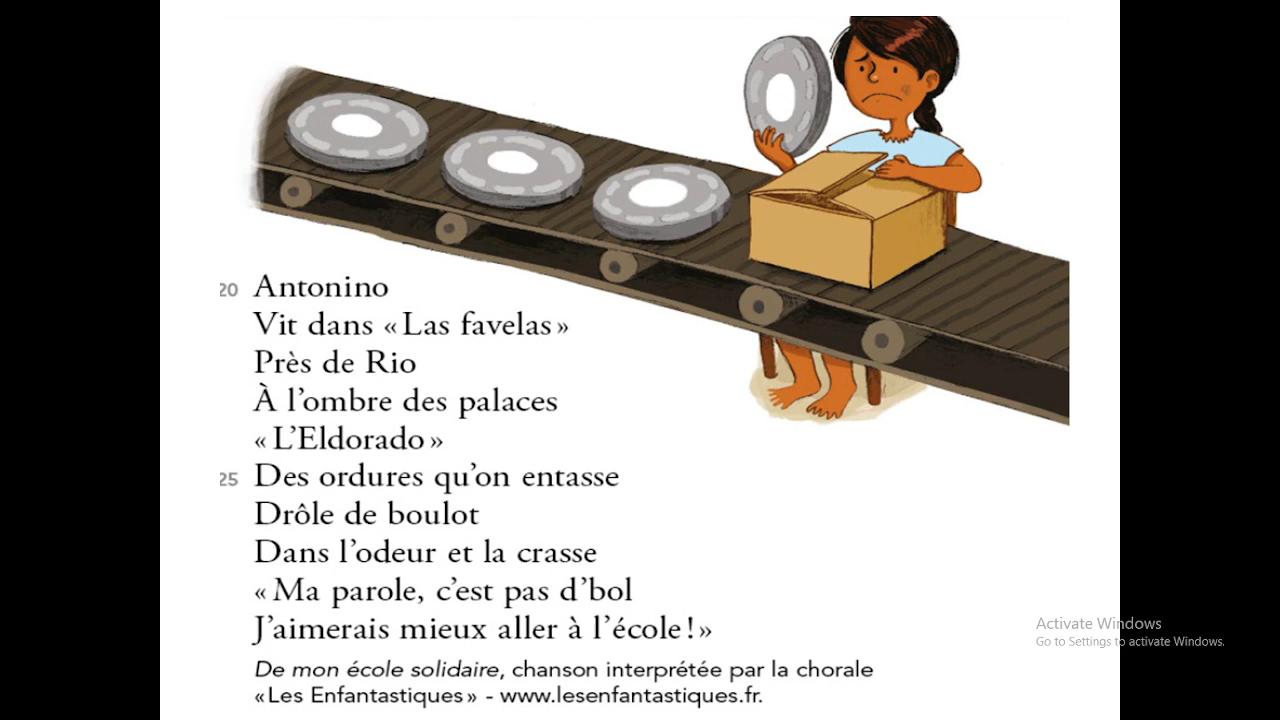 20 Antonino
Vit dans « Las favelas »
Près de Rio
À l'ombre des palaces
« L'Eldorado »
25 Des ordures qu'on entasse
Drôle de boulot
Dans l'odeur et la crasse
« Ma parole, c'est pas d'bol
J'aimerais mieux aller à l'école ! »
De mon école solidaire, chanson interprétée par la chorale
« Les Enfantastiques » - www.lesenfantastiques.fr.
Activate Windows
Go to Settings to activate Windows.